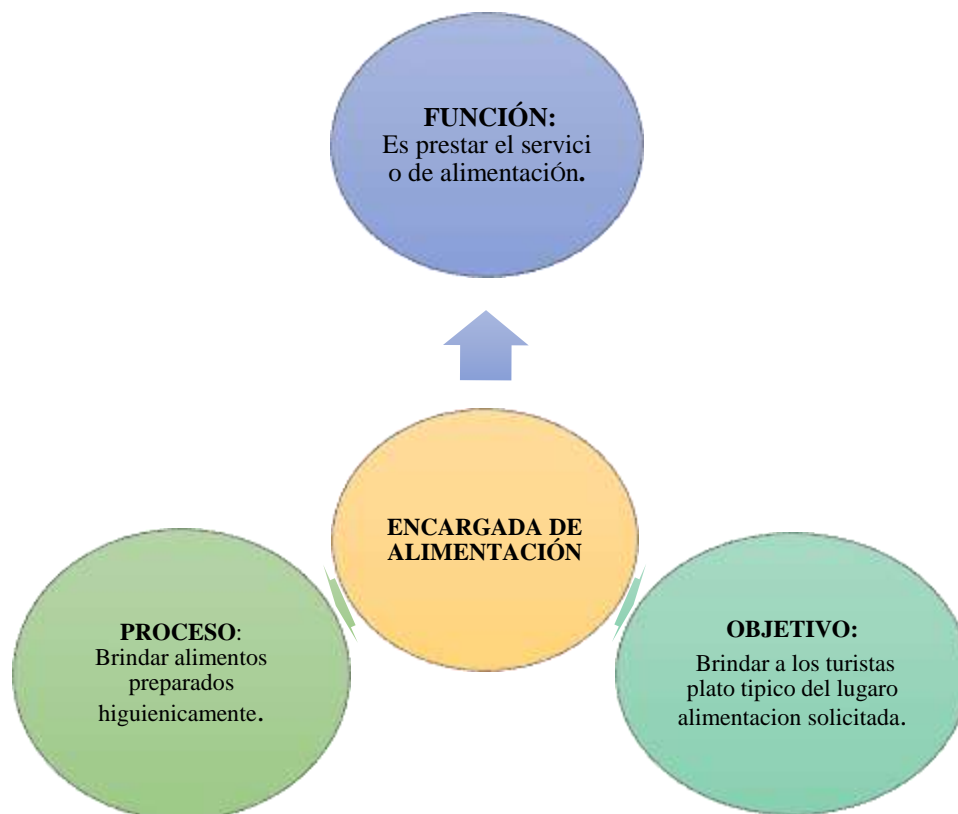 FUNCIÓN:
Es prestar el servici
o de alimentaciÓn.
ENCARGADA DE
ALIMENTACIÓN
PROCESO:
Brindar alimentos
preparados
higuienicamente.
OBJETIVO:
Brindar a los turistas
plato tipico del lugaro
alimentacion solicitada.